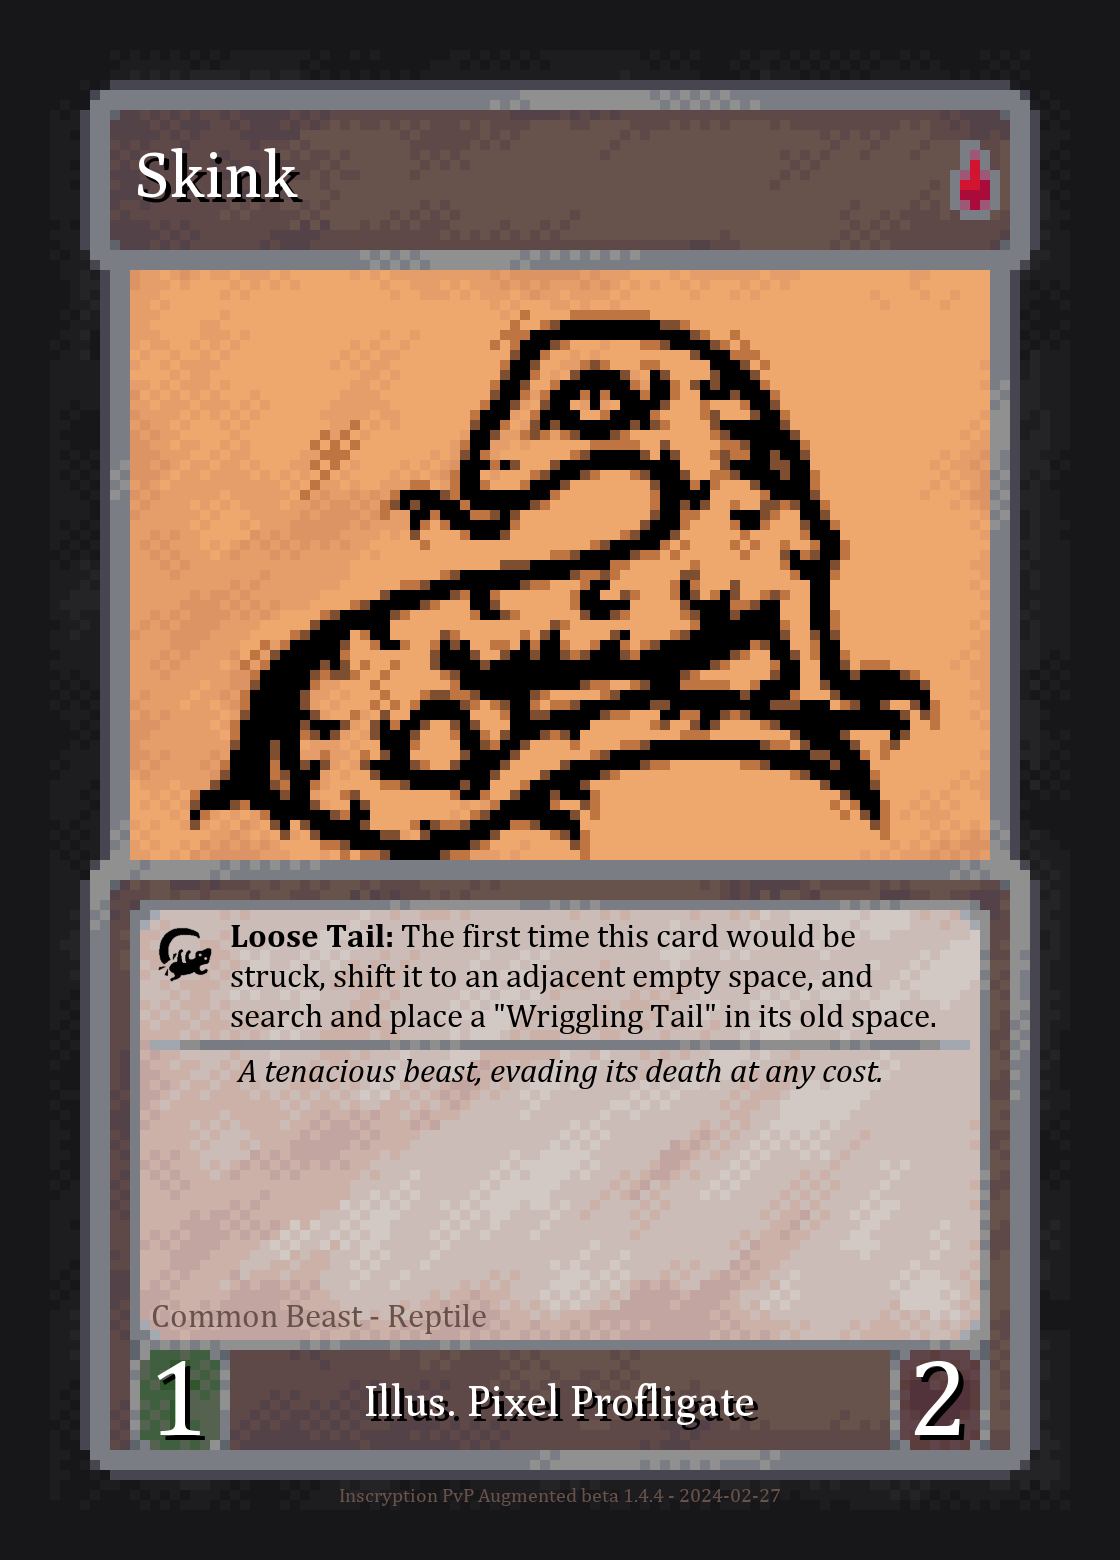 Skink
Loose Tail: The first time this card would be
struck, shift it to an adjacent empty space, and
search and place a "Wriggling Tail" in its old space.
A tenacious beast, evading its death at any cost.
Common Beast - Reptile
1
Illus. Pixel Profligate
2
Inscryption PvP Augmented beta 1.4.4 - 2024-02-27